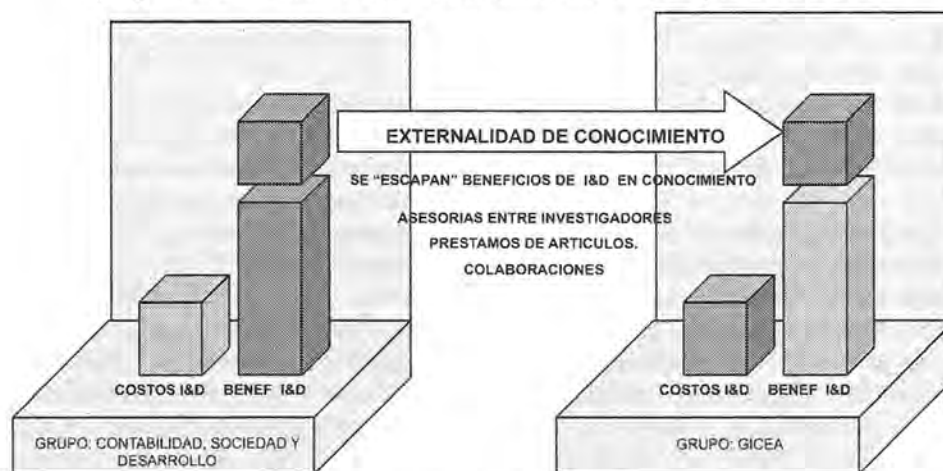 EXTERNALIDAD DE CONOCIMIENTO
SE "ESCAPAN" BENEFICIOS DE I&D EN CONOCIMIENTO
ASESORIAS ENTRE INVESTIGADORES
PRESTAMOS DE ARTICULOS.
COLABORACIONES
COSTOS I&D BENEF I&D
COSTOS I&D BENEF I&D
GRUPO: CONTABILIDAD, SOCIEDAD Y
DESARROLLO
GRUPO: GICEA